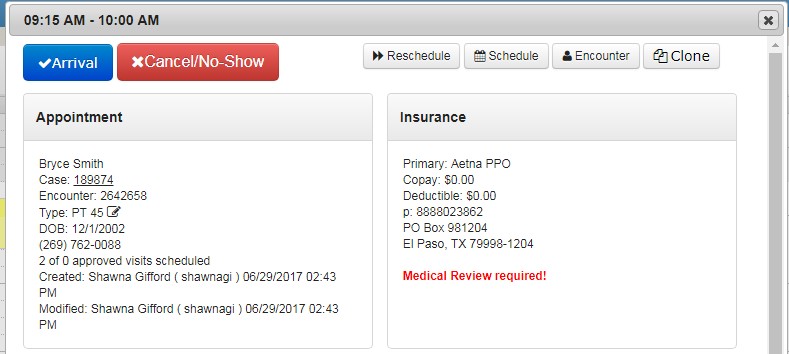 09:15 AM - 10:00 AM
Arrival
Cancel/No-Show
Reschedule
Schedule
Encounter
Clone
Appointment
Bryce Smith
Case: 189874
Encounter: 2642658
Type: PT 45
DOB: 12/1/2002
(269) 762-0088
2 of 0 approved visits scheduled
Created: Shawna Gifford ( shawnagi ) 06/29/2017 02:43
PM
Modified: Shawna Gifford ( shawnagi ) 06/29/2017 02:43
PM
Insurance
Primary: Aetna PPO
Copay: $0.00
Deductible: $0.00
p: 8888023862
PO Box 981204
El Paso, TX 79998-1204
Medical Review required!